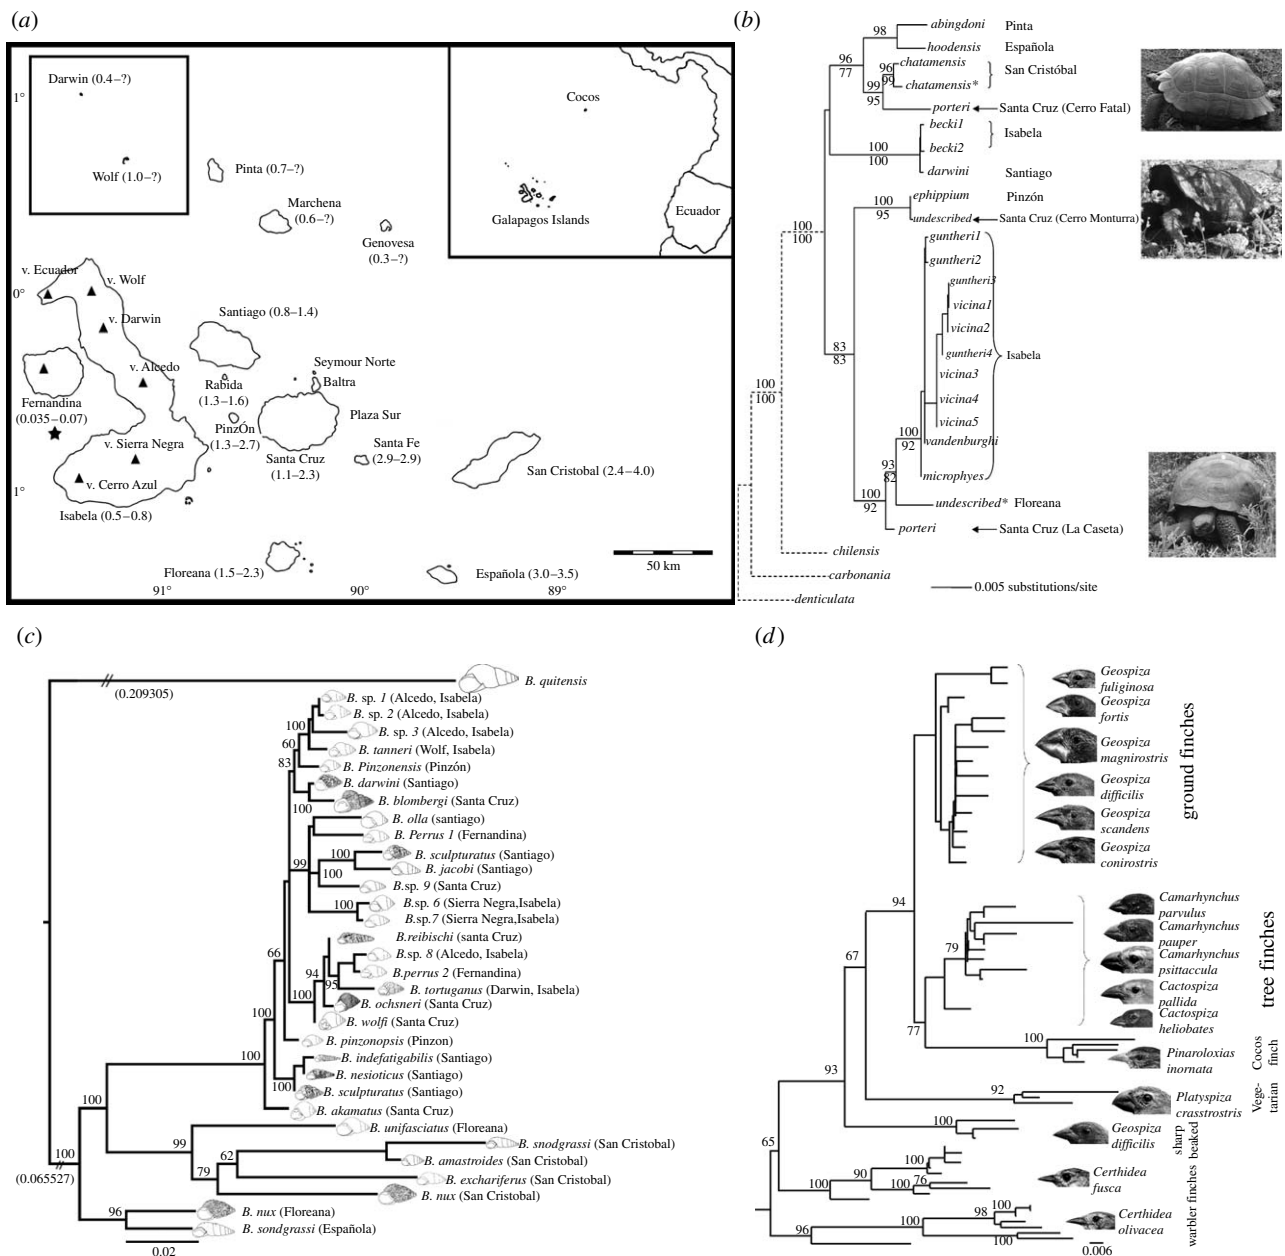 (a)
Darwin (0.4–?)
1°
Wolf (1.0–?)
Pinta (0.7–?)
Marchena
(0.6–?)
Genovesa
(0.3–?)
Cocos
Galapagos Islands
Ecuador
v. Ecuador
0°
v. Wolf
v. Darwin
Santiago (0.8–1.4)
v. Alcedo
Seymour Norte
Baltra
Rabida
(1.3–1.6)
Fernandina
(0.035–0.07)
PinzÓn
(1.3–2.7)
Plaza Sur
v. Sierra Negra
Santa Cruz
(1.1–2.3)
Santa Fe
(2.9–2.9)
San Cristobal (2.4–4.0)
v. Cerro Azul
1°
Isabela (0.5–0.8)
Floreana (1.5–2.3)
Española (3.0–3.5)
50 km
91°
90°
89°
(b)
abingdoni Pinta
98
hoodensis Española
96
77
chatamensis
96
99
San Cristóbal
chatamensis*
99
95
porteri Santa Cruz (Cerro Fatal)
becki1
Isabela
becki2
100
100
darwini Santiago
ephippium Pinzón
100
95
undescribed Santa Cruz (Cerro Monturra)
100
100
guntheri1
guntheri2
guntheri3
vicina1
vicina2
83
83
guntheri4
Isabela
vicina3
100
100
vicina4
vicina5
100
92
vandenburghi
93
82
microphyes
100
92
undescribed* Floreana
porteri Santa Cruz (La Caseta)
chilensis
carbonania
0.005 substitutions/site
denticulata
(c)
(0.209305)
B. quitensis
B. sp. 1 (Alcedo, Isabela)
B. sp. 2 (Alcedo, Isabela)
100
B. sp. 3 (Alcedo, Isabela)
60
B. tanneri (Wolf, Isabela)
83
B. Pinzonensis (Pinzón)
B. darwini (Santiago)
B. blombergi (Santa Cruz)
100
B. olla (santiago)
B. Perrus 1 (Fernandina)
100
B. sculpturatus (Santiago)
99
B. jacobi (Santiago)
100
B.sp. 9 (Santa Cruz)
B.sp. 6 (Sierra Negra,Isabela)
100
B.sp.7 (Sierra Negra,Isabela)
B.reibischi (santa Cruz)
66
B.sp. 8 (Alcedo, Isabela)
94
B.perrus 2 (Fernandina)
95
B. tortuganus (Darwin, Isabela)
100
B. ochsneri (Santa Cruz)
100
B. wolfi (Santa Cruz)
B. pinzonopsis (Pinzon)
100
B. indefatigabilis (Santiago)
B. nesioticus (Santiago)
100
B. sculpturatus (Santiago)
100
B. akamatus (Santa Cruz)
B. unifasciatus (Floreana)
99
B. snodgrassi (San Cristobal)
100
62
B. amastroides (San Cristobal)
(0.065527)
79
B. exchariferus (San Cristobal)
B. nux (San Cristobal)
96
B. nux (Floreana)
B. sondgrassi (Española)
0.02
(d)
Geospiza
fuliginosa
Geospiza
fortis
Geospiza
magnirostris
Geospiza
difficilis
Geospiza
scandens
Geospiza
conirostris
ground finches
94
Camarhynchus
parvulus
Camarhynchus
pauper
79
Camarhynchus
psittaccula
67
Cactospiza
pallida
Cactospiza
heliobates
tree finches
77
100
Pinaroloxias
inornata
Cocos
finch
93
92
Platyspiza
crasstrostris
Vege-
tarian
100
Geospiza
difficilis
sharp
beaked
65
100
90
76
100
100
Certhidea
fusca
98
100
96
100
Certhidea
olivacea
warbler finches
0.006